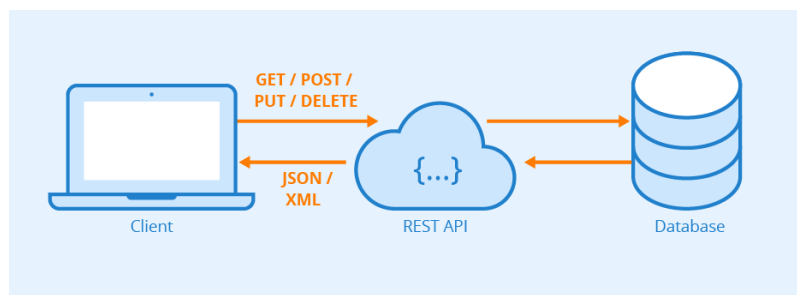 GET / POST /
PUT / DELETE
{...}
JSON /
XML
Client
REST API
Database